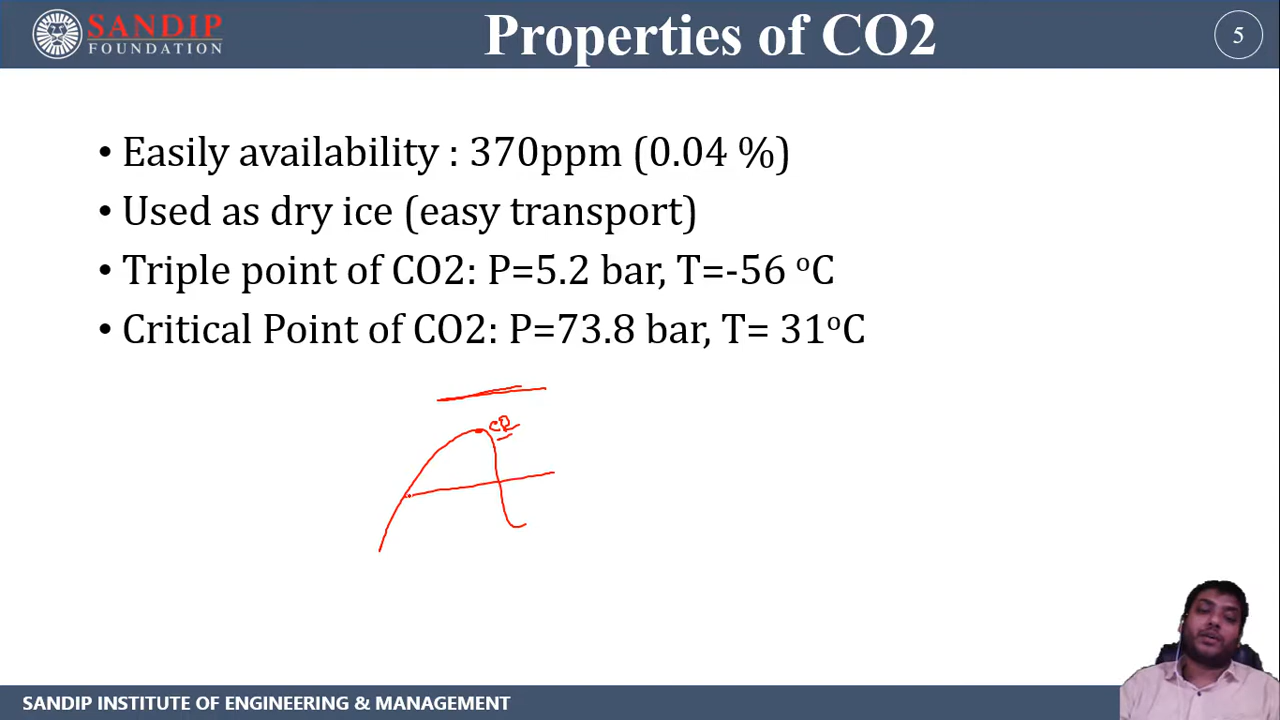 SANDIP
FOUNDATION
Properties of CO2
5
• Easily availability : 370ppm (0.04 %)
• Used as dry ice (easy transport)
• Triple point of CO2: P=5.2 bar, T=-56 ᵒC
• Critical Point of CO2: P=73.8 bar, T= 31ᵒC
CP
SANDIP INSTITUTE OF ENGINEERING & MANAGEMENT